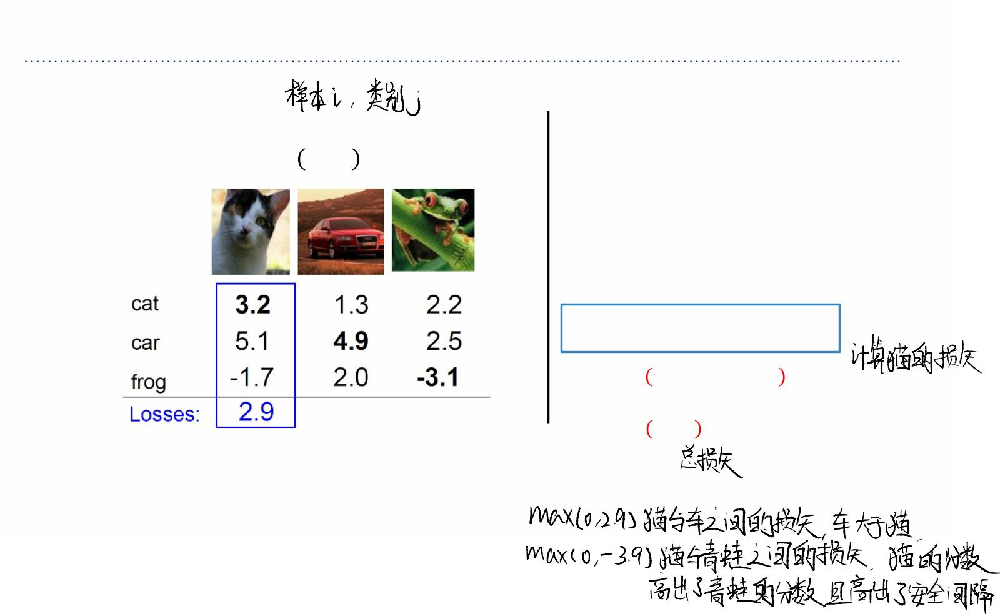 样本i, 类别j
( )
cat 3.2 1.3 2.2
car 5.1 4.9 2.5
frog -1.7 2.0 -3.1
Losses: 2.9
计算猫的损失
( )
( )
总损失
max(0,2.9) 猫与车之间的损失, 车大于猫.
max(0,-3.9) 猫与青蛙之间的损失. 猫的分数
高出了青蛙的分数,且高出了安全间隔